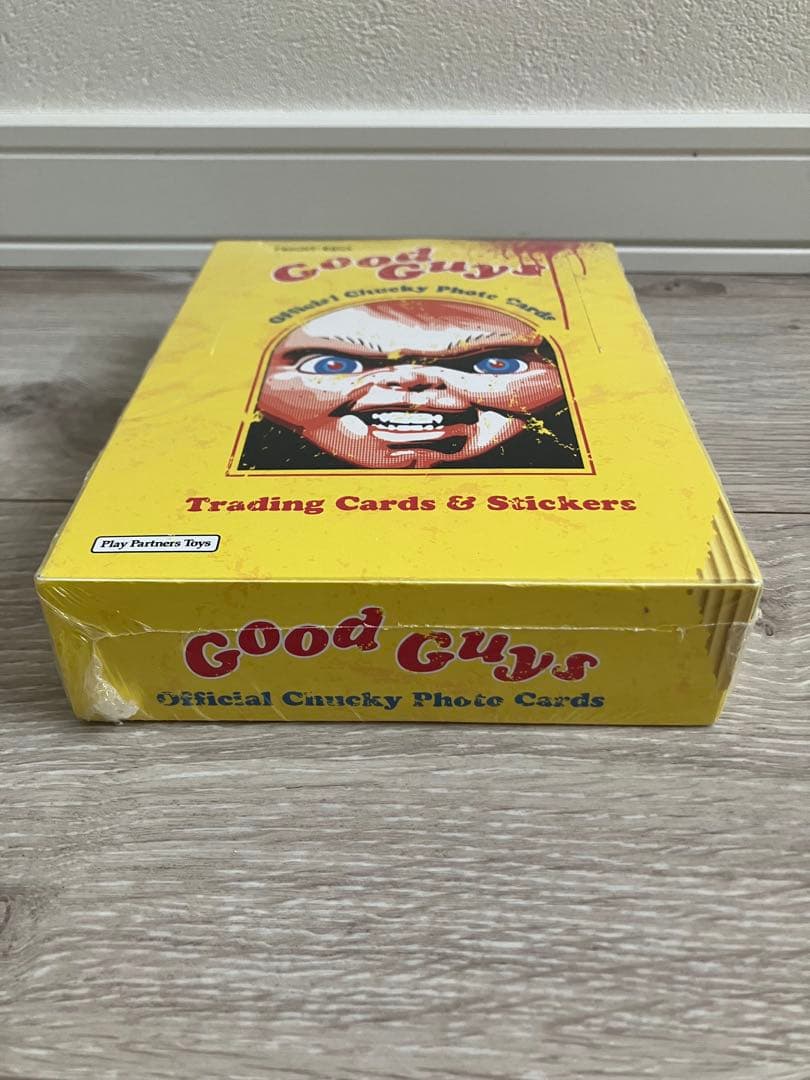 Good Guys
Official Chucky Photo Cards
Trading Cards & Stickers
Play Partners Toys
Good Guys
Official Chucky Photo Cards